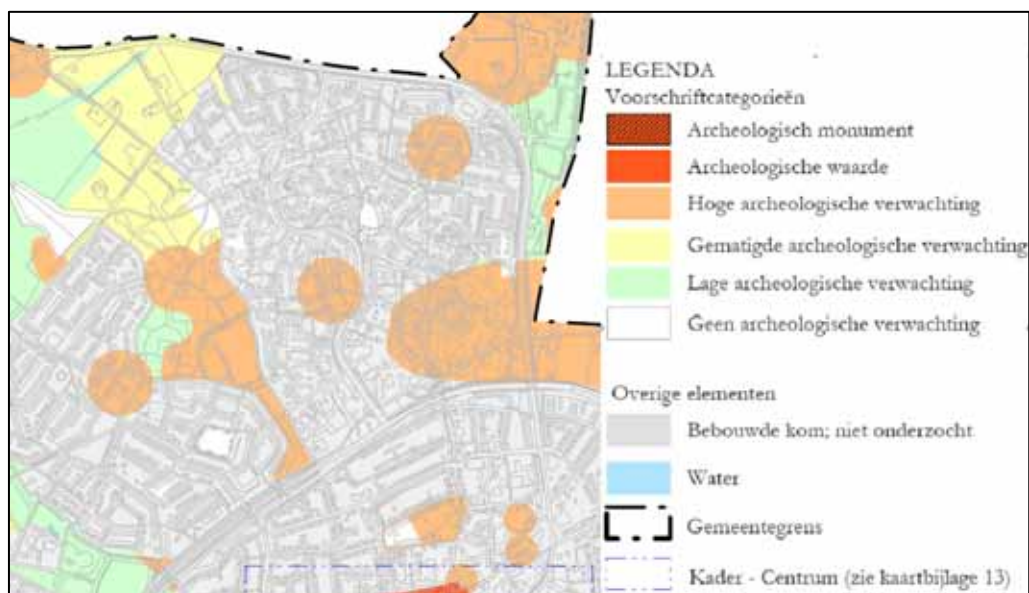 LEGENDA
Voorschriftcategorieën
Archeologisch monument
Archeologische waarde
Hoge archeologische verwachting
Gematigde archeologische verwachting
Lage archeologische verwachting
Geen archeologische verwachting
Overige elementen
Bebouwde kom; niet onderzocht
Water
Gemeentegrens
Kader - Centrum (zie kaartbijlage 13)